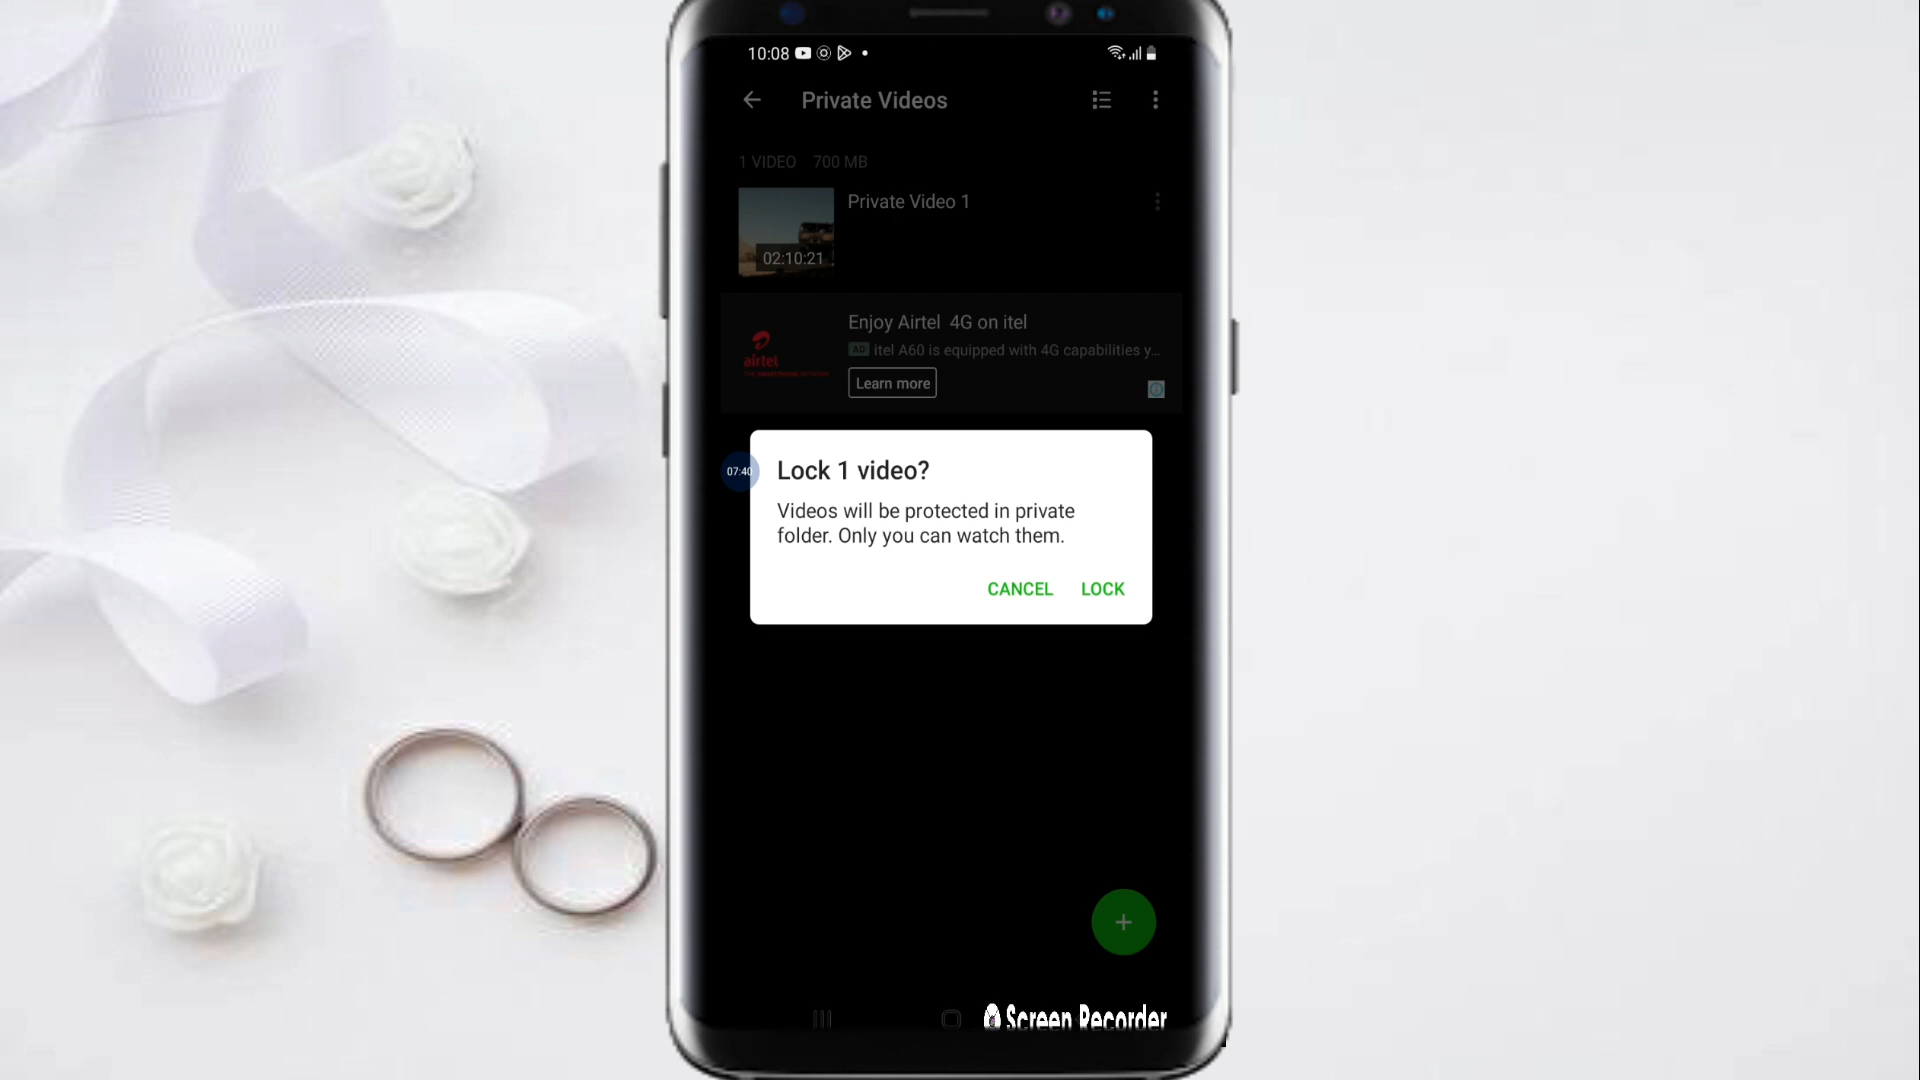 10:08
Private Videos
1 VIDEO 700 MB
Private Video 1
02:10:21
Enjoy Airtel 4G on itel
AD itel A60 is equipped with 4G capabilities y...
airtel
Learn more
07:40
Lock 1 video?
Videos will be protected in private
folder. Only you can watch them.
CANCEL LOCK
+
Screen Recorder